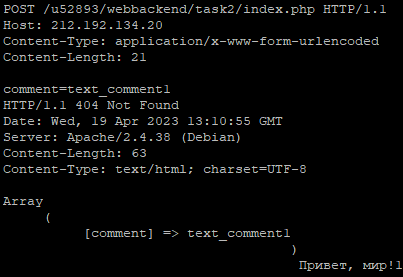 POST /u52893/webbackend/task2/index.php HTTP/1.1
Host: 212.192.134.20
Content-Type: application/x-www-form-urlencoded
Content-Length: 21

comment=text_comment1
HTTP/1.1 404 Not Found
Date: Wed, 19 Apr 2023 13:10:55 GMT
Server: Apache/2.4.38 (Debian)
Content-Length: 63
Content-Type: text/html; charset=UTF-8

Array
(
[comment] => text_comment1
)
Привет, мир!1